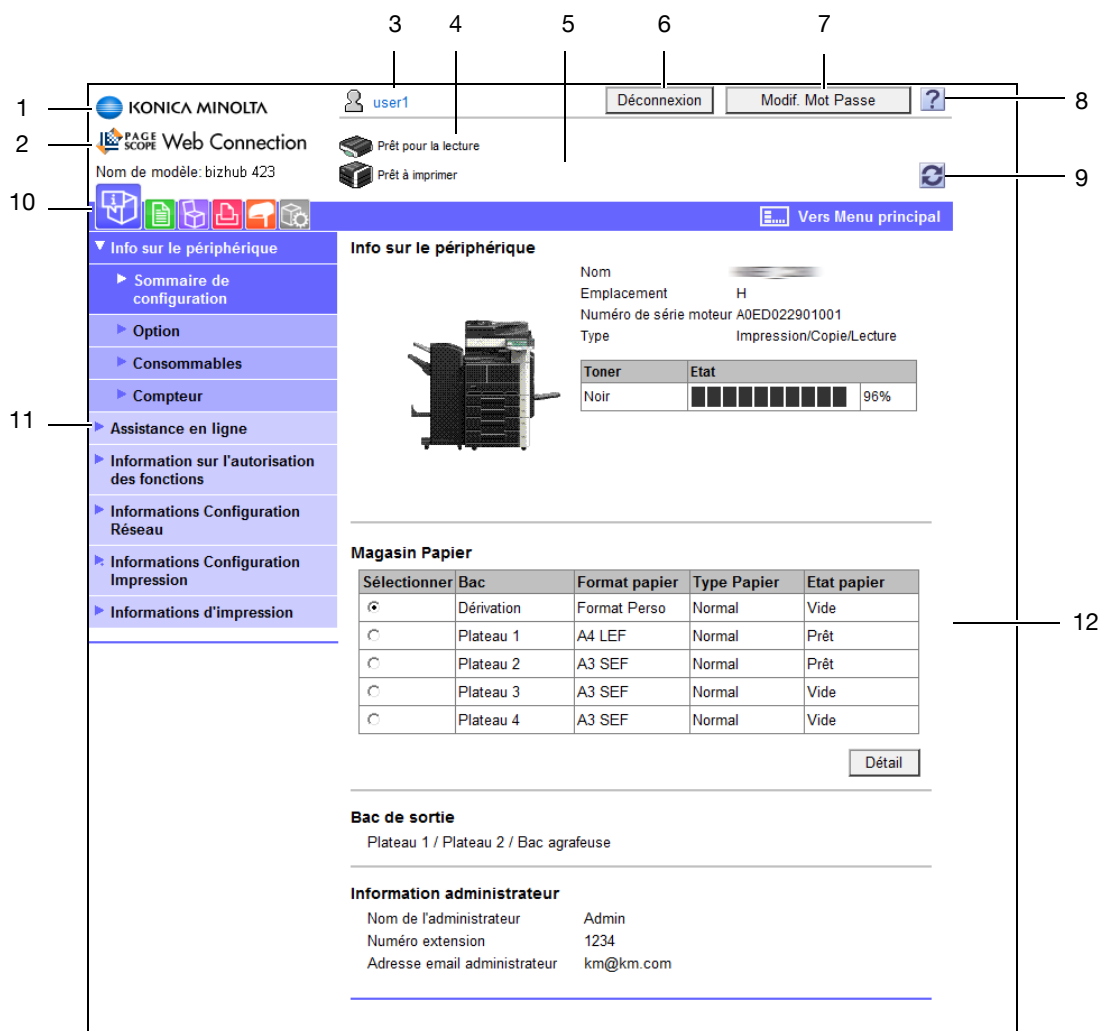 3 4 5 6 7
1 KONICA MINOLTA user1 Déconnexion Modif. Mot Passe ? 8
2 PAGE SCOPE Web Connection Prêt pour la lecture
Nom de modèle: bizhub 423 Prêt à imprimer 9
10 Vers Menu principal
Info sur le périphérique
Sommaire de configuration
Option
Consommables
Compteur
11 Assistance en ligne
Information sur l'autorisation des fonctions
Informations Configuration Réseau
Informations Configuration Impression
Informations d'impression
Info sur le périphérique
Nom
Emplacement H
Numéro de série moteur A0ED022901001
Type Impression/Copie/Lecture
Toner Etat
Noir 96%
Magasin Papier
Sélectionner Bac Format papier Type Papier Etat papier
Dérivation Format Perso Normal Vide
12
Plateau 1 A4 LEF Normal Prêt
Plateau 2 A3 SEF Normal Prêt
Plateau 3 A3 SEF Normal Vide
Plateau 4 A3 SEF Normal Vide
Détail
Bac de sortie
Plateau 1 / Plateau 2 / Bac agrafeuse
Information administrateur
Nom de l'administrateur Admin
Numéro extension 1234
Adresse email administrateur km@km.com